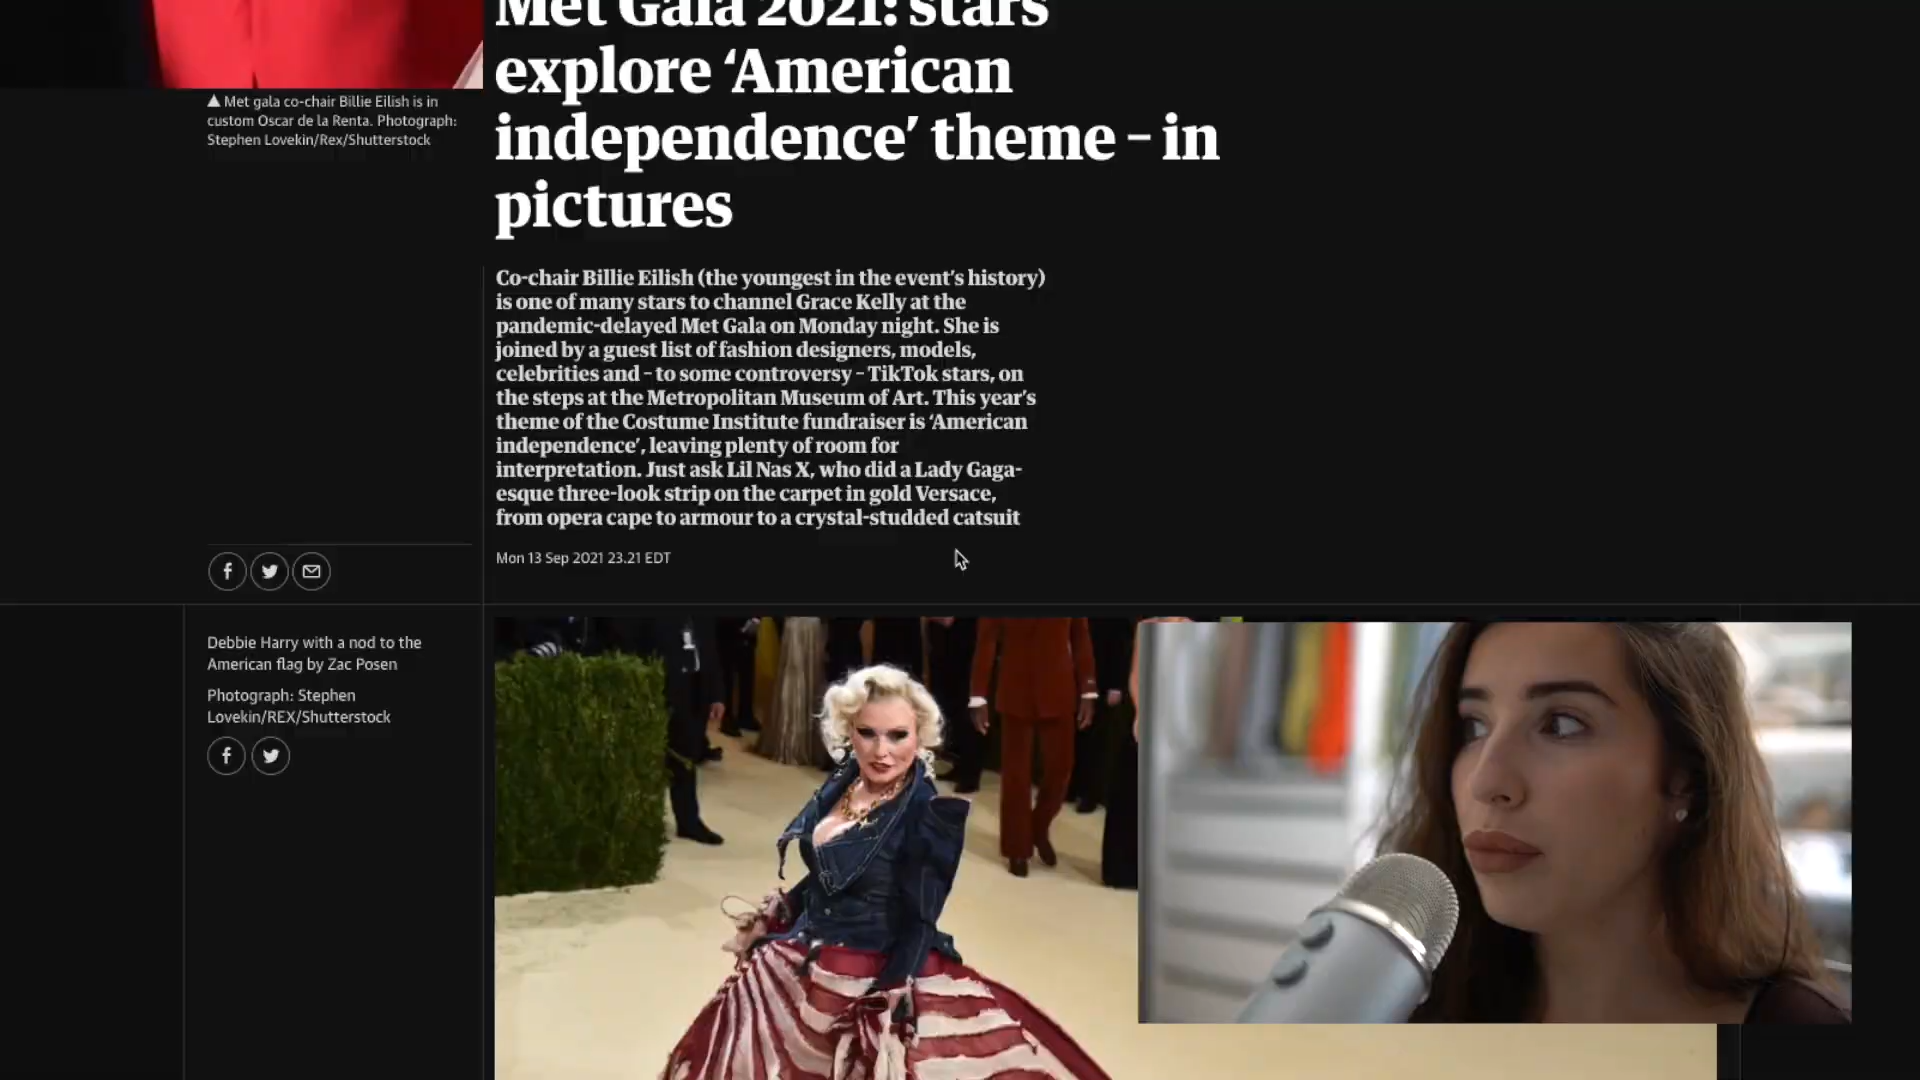 Met Gala 2021: stars
explore ‘American
independence’ theme – in
pictures
▲ Met gala co-chair Billie Eilish is in
custom Oscar de la Renta. Photograph:
Stephen Lovekin/Rex/Shutterstock
Co-chair Billie Eilish (the youngest in the event’s history)
is one of many stars to channel Grace Kelly at the
pandemic-delayed Met Gala on Monday night. She is
joined by a guest list of fashion designers, models,
celebrities and – to some controversy – TikTok stars, on
the steps at the Metropolitan Museum of Art. This year’s
theme of the Costume Institute fundraiser is ‘American
independence’, leaving plenty of room for
interpretation. Just ask Lil Nas X, who did a Lady Gaga-
esque three-look strip on the carpet in gold Versace,
from opera cape to armour to a crystal-studded catsuit
Mon 13 Sep 2021 23.21 EDT
Debbie Harry with a nod to the
American flag by Zac Posen
Photograph: Stephen
Lovekin/REX/Shutterstock